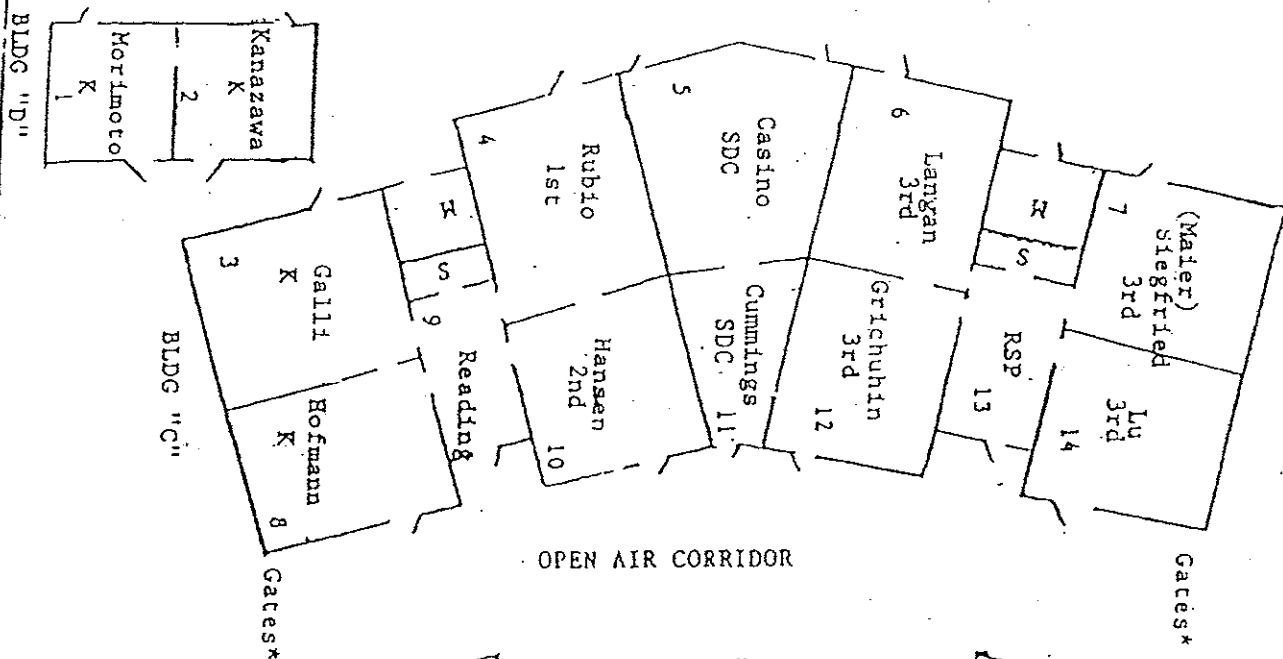 Kanazawa
K
2
Morimoto
K
1
BLDG "D"
Galli
K
3
Hofmann
K
8
BLDG "C"
W
S
9
Reading
Rubio
1st
4
Hansen
2nd
10
Casino
SDC
5
Cummings
SDC
11
Langan
3rd
6
Grichuhin
3rd
12
W
S
RSP
13
(Maier)
Siegfried
3rd
7
Lu
3rd
14
OPEN AIR CORRIDOR
Gates*
Gates*